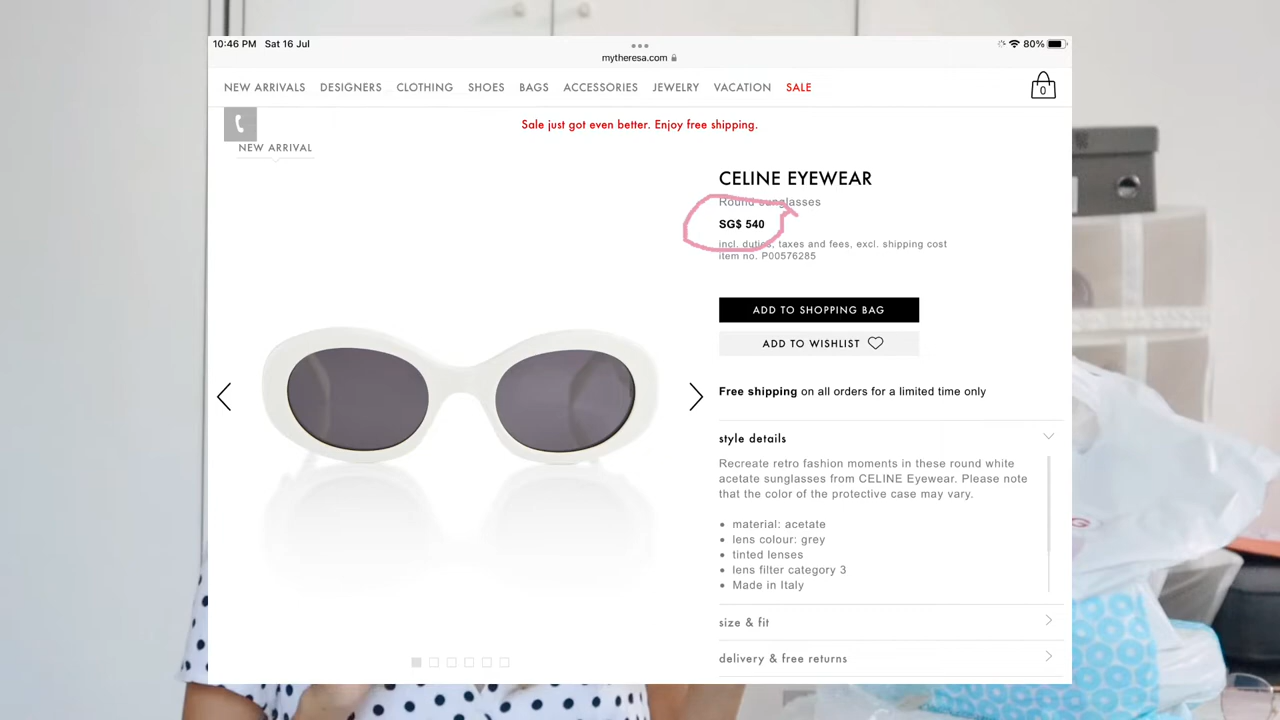 10:46 PM Sat 16 Jul
80%
mytheresa.com
NEW ARRIVALS DESIGNERS CLOTHING SHOES BAGS ACCESSORIES JEWELRY VACATION SALE
0
Sale just got even better. Enjoy free shipping.
NEW ARRIVAL
CELINE EYEWEAR
Round sunglasses
SG$ 540
incl. duties, taxes and fees, excl. shipping cost
item no. P00576285
ADD TO SHOPPING BAG
ADD TO WISHLIST
Free shipping on all orders for a limited time only
style details
Recreate retro fashion moments in these round white
acetate sunglasses from CELINE Eyewear. Please note
that the color of the protective case may vary.
• material: acetate
• lens colour: grey
• tinted lenses
• lens filter category 3
• Made in Italy
size & fit
delivery & free returns